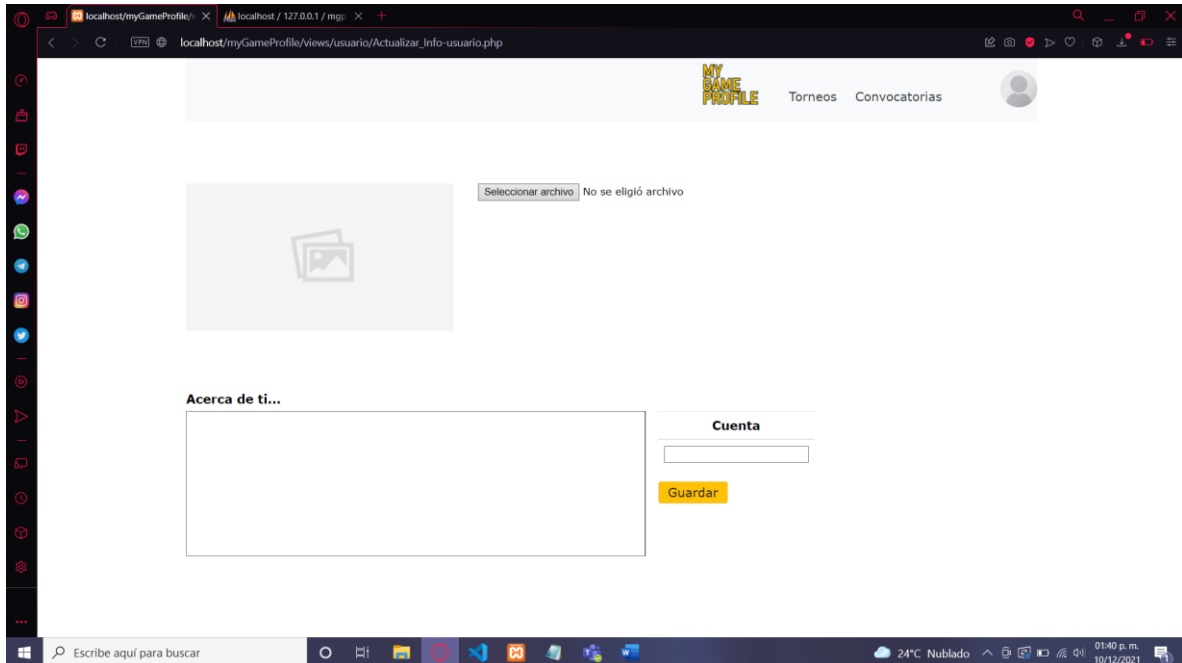 localhost/myGameProfile/v
localhost / 127.0.0.1 / mgp
VPN
localhost/myGameProfile/views/usuario/Actualizar_Info-usuario.php
MY
GAME
PROFILE
Torneos
Convocatorias
Seleccionar archivo No se eligió archivo
Acerca de ti...
Cuenta
Guardar
Escribe aquí para buscar
24°C Nublado
01:40 p. m.
10/12/2021